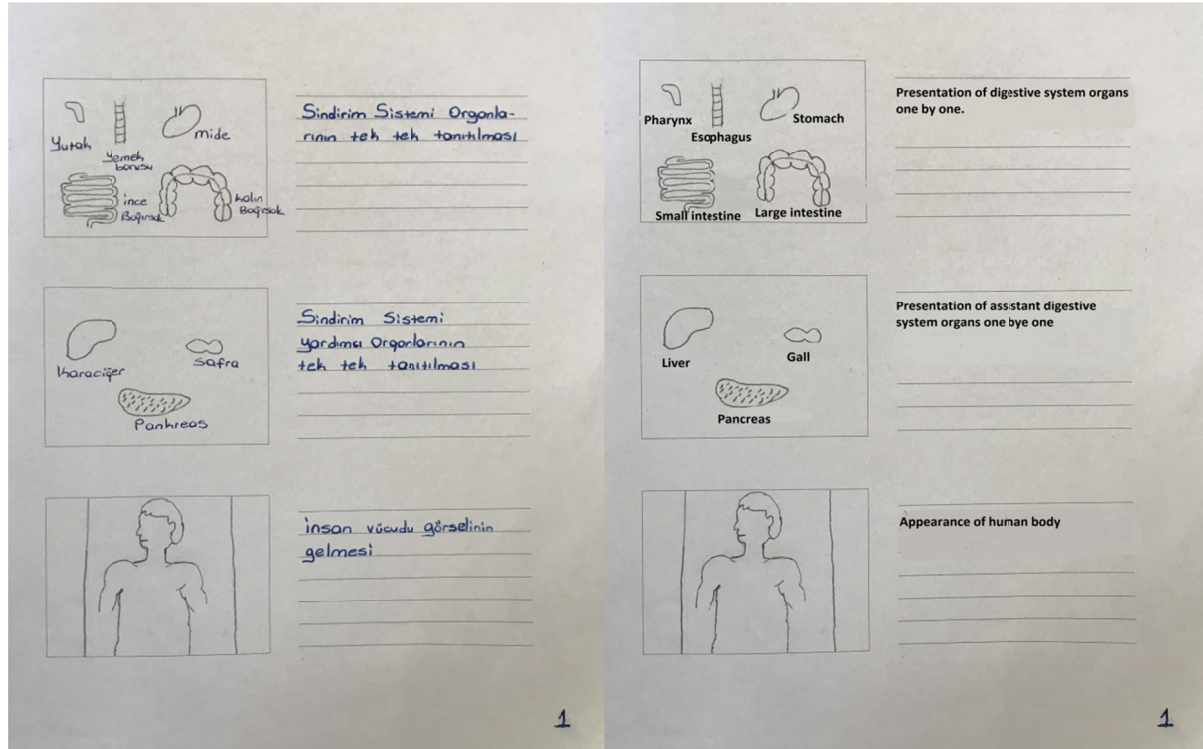 Yutak
Yemek
borusu
mide
ince
Bağırsak
kalın
Bağırsak
Sindirim Sistemi Organla-
rının tek tek tanıtılması
Karaciğer
Safra
Pankreas
Sindirim Sistemi
yardımcı Organlarının
tek tek tanıtılması
insan vücudu görselinin
gelmesi
1
Pharynx
Esophagus
Stomach
Small intestine
Large intestine
Presentation of digestive system organs
one by one.
Liver
Gall
Pancreas
Presentation of assistant digestive
system organs one bye one
Appearance of human body
1